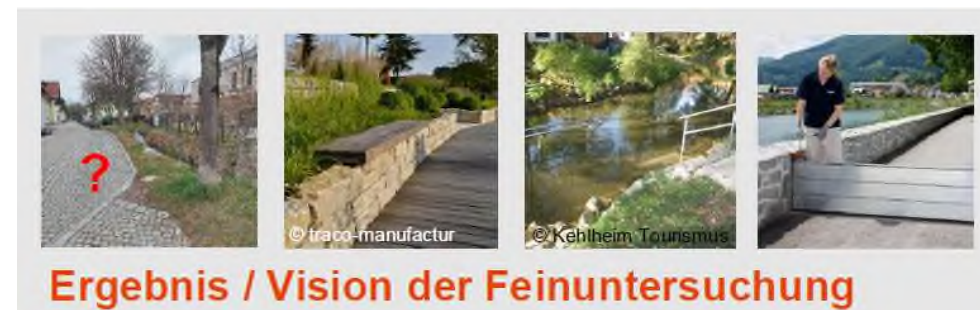 ?
© traco-manufactur
© Kehlheim Tourismus
Ergebnis / Vision der Feinuntersuchung